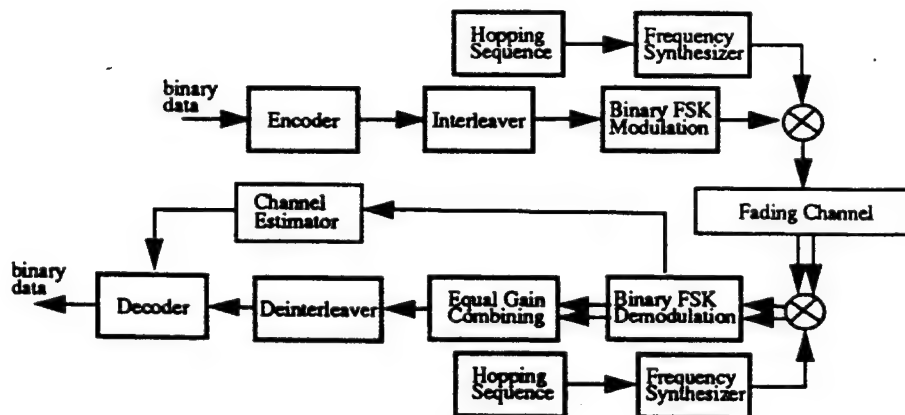 Hopping
Sequence
Frequency
Synthesizer
binary
data
Encoder
Interleaver
Binary FSK
Modulation
Channel
Estimator
Fading Channel
binary
data
Decoder
Deinterleaver
Equal Gain
Combining
Binary FSK
Demodulation
Hopping
Sequence
Frequency
Synthesizer